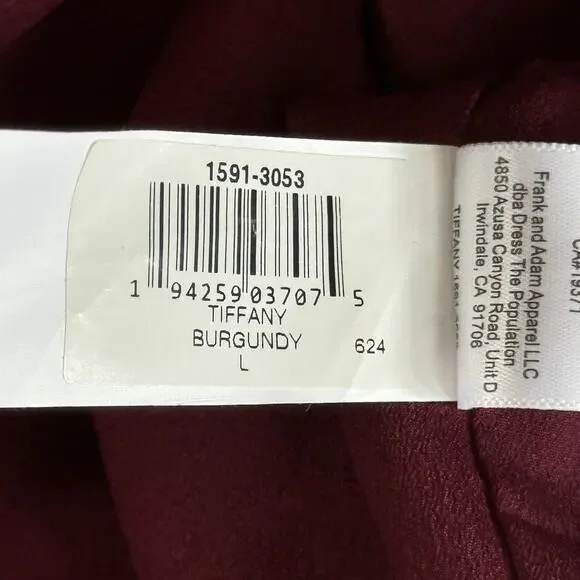 1591-3053
1 94259 03707 5
TIFFANY
BURGUNDY
L
624
Frank and Adam Apparel LLC
dba Dress The Population
4850 Azusa Canyon Road, Unit D
Irwindale, CA 91706
TIFFANY